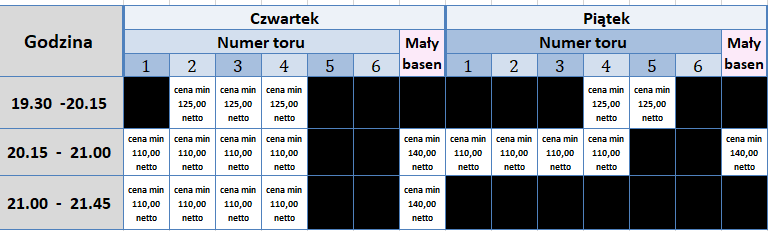 Godzina Czwartek Piątek
Numer toru Mały basen Numer toru Mały basen
1 2 3 4 5 6 1 2 3 4 5 6
19.30 -20.15 cena min 125,00 netto cena min 125,00 netto cena min 125,00 netto cena min 125,00 netto cena min 125,00 netto
20.15 - 21.00 cena min 110,00 netto cena min 110,00 netto cena min 110,00 netto cena min 110,00 netto cena min 140,00 netto cena min 110,00 netto cena min 110,00 netto cena min 110,00 netto cena min 110,00 netto cena min 140,00 netto
21.00 - 21.45 cena min 110,00 netto cena min 110,00 netto cena min 110,00 netto cena min 110,00 netto cena min 140,00 netto